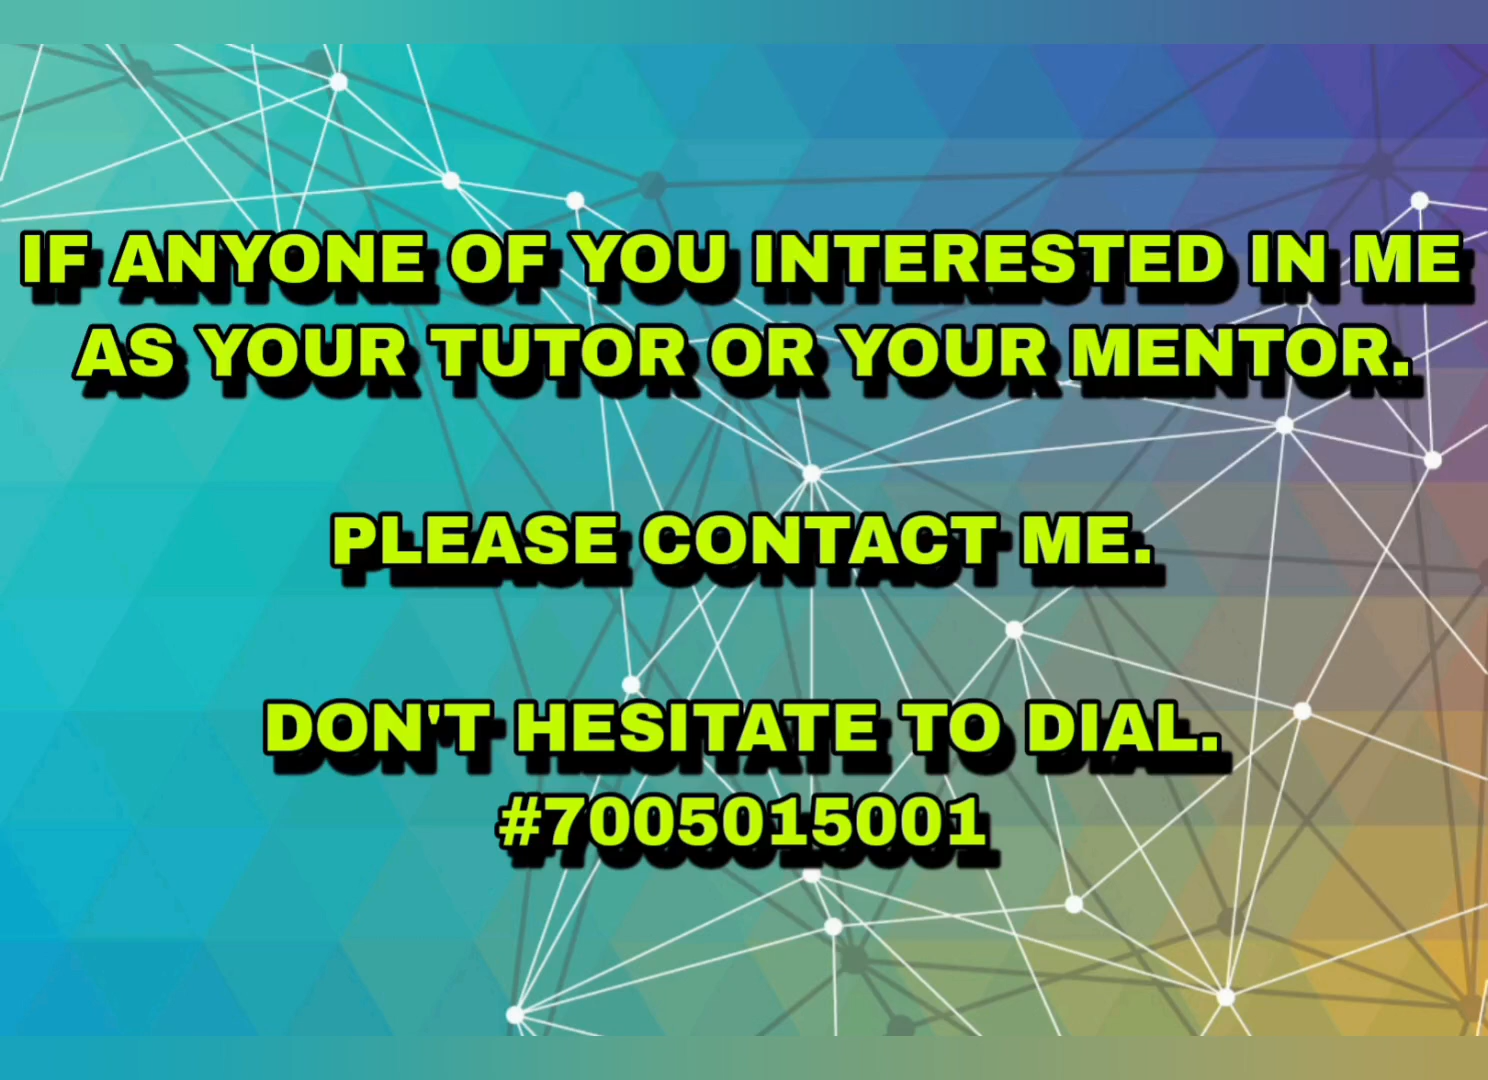 IF ANYONE OF YOU INTERESTED IN ME
AS YOUR TUTOR OR YOUR MENTOR.
PLEASE CONTACT ME.
DON'T HESITATE TO DIAL.
#7005015001